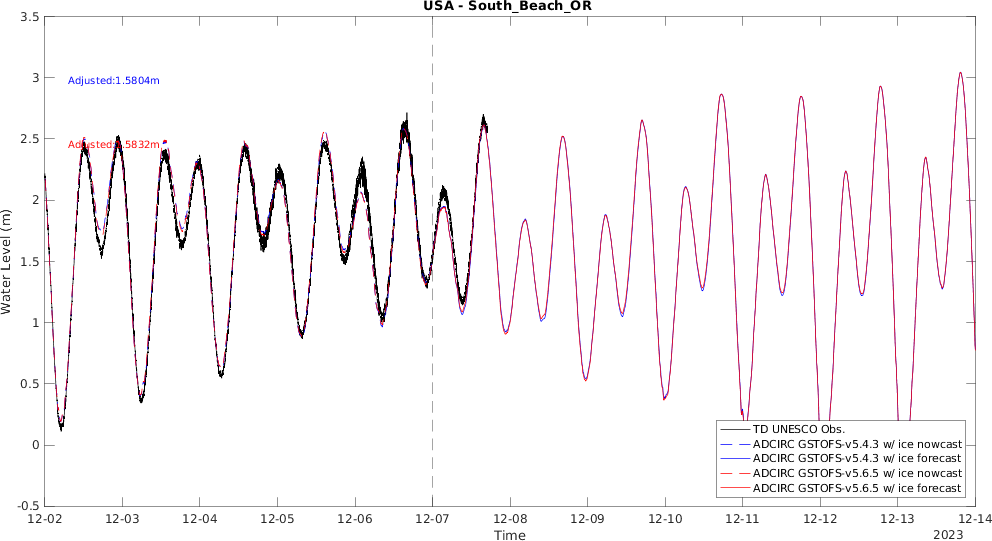 USA - South_Beach_OR
3.5
3
2.5
2
1.5
1
0.5
0
-0.5
Water Level (m)
Adjusted:1.5804m
Adjusted:1.5832m
12-02 12-03 12-04 12-05 12-06 12-07 12-08 12-09 12-10 12-11 12-12 12-13 12-14
Time
2023
TD UNESCO Obs.
ADCIRC GSTOFS-v5.4.3 w/ ice nowcast
ADCIRC GSTOFS-v5.4.3 w/ ice forecast
ADCIRC GSTOFS-v5.6.5 w/ ice nowcast
ADCIRC GSTOFS-v5.6.5 w/ ice forecast